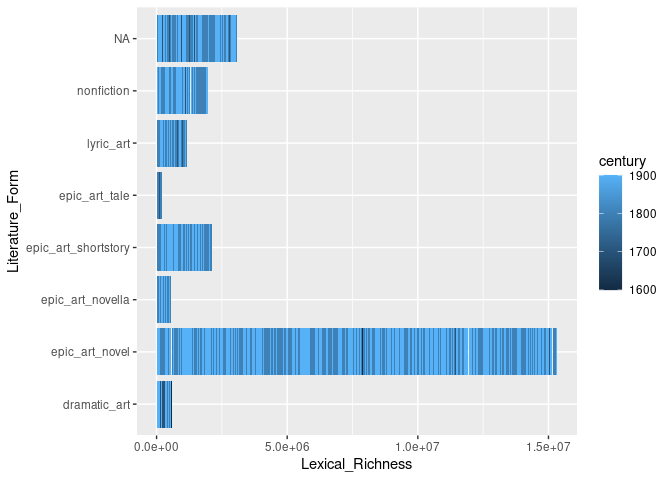 NA
nonfiction
lyric_art
epic_art_tale
epic_art_shortstory
epic_art_novella
epic_art_novel
dramatic_art
Literature_Form
0.0e+00 5.0e+06 1.0e+07 1.5e+07
Lexical_Richness
century
1900
1800
1700
1600